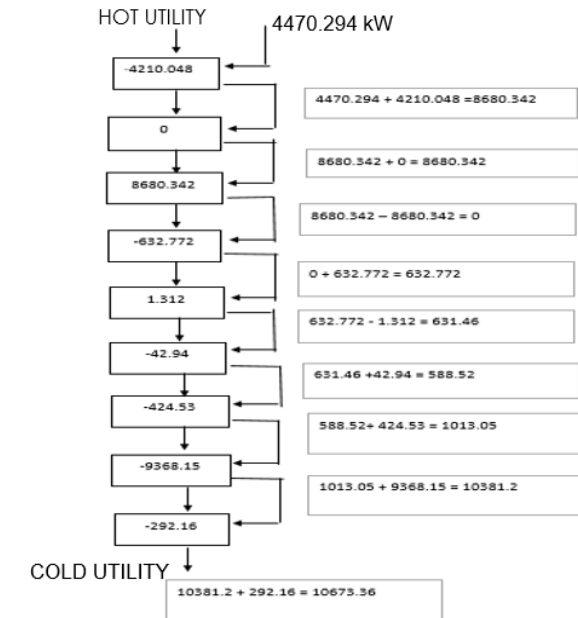 HOT UTILITY
4470.294 kW
-4210.048
4470.294 + 4210.048 =8680.342
0
8680.342 + 0 = 8680.342
8680.342
8680.342 – 8680.342 = 0
-632.772
0 + 632.772 = 632.772
1.312
632.772 - 1.312 = 631.46
-42.94
631.46 +42.94 = 588.52
-424.53
588.52+ 424.53 = 1013.05
-9368.15
1013.05 + 9368.15 = 10381.2
-292.16
COLD UTILITY
10381.2 + 292.16 = 10673.36